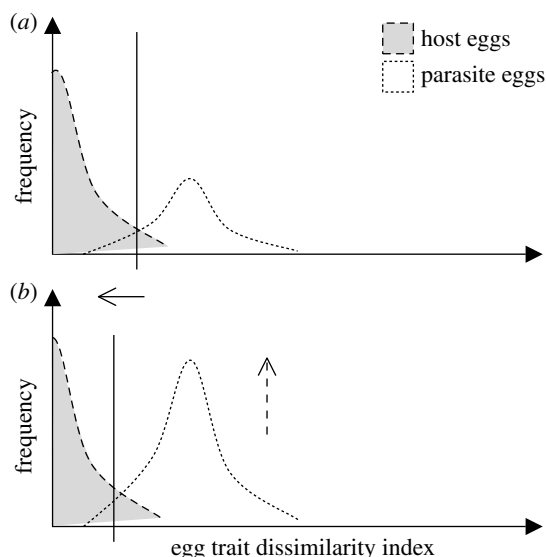 (a)
host eggs
parasite eggs
frequency
(b)
frequency
egg trait dissimilarity index